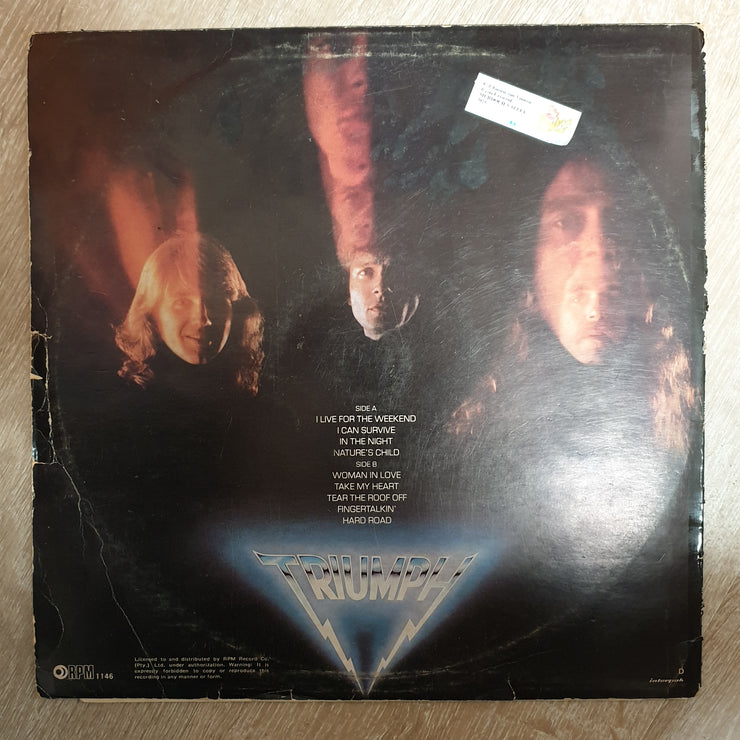 SIDE A
I LIVE FOR THE WEEKEND
I CAN SURVIVE
IN THE NIGHT
NATURE'S CHILD
SIDE B
WOMAN IN LOVE
TAKE MY HEART
TEAR THE ROOF OFF
FINGERTALKIN'
HARD ROAD
TRIUMPH
Licensed to and distributed by RPM Record Co.
(Pty.) Ltd. under authorization. Warning: It is
expressly forbidden to copy or reproduce this
recording in any manner or form.
RPM 1146
D
interpak